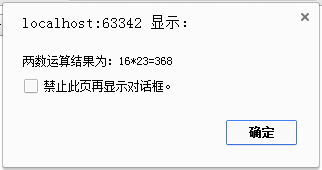 localhost:63342 显示：
两数运算结果为：16*23=368
禁止此页再显示对话框。
确定